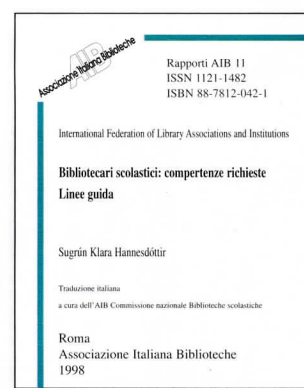 AIB
Associazione Italiana Biblioteche
Rapporti AIB 11
ISSN 1121-1482
ISBN 88-7812-042-1
International Federation of Library Associations and Institutions
Bibliotecari scolastici: compertenze richieste
Linee guida
Sugrún Klara Hannesdóttir
Traduzione italiana
a cura dell'AIB Commissione nazionale Biblioteche scolastiche
Roma
Associazione Italiana Biblioteche
1998